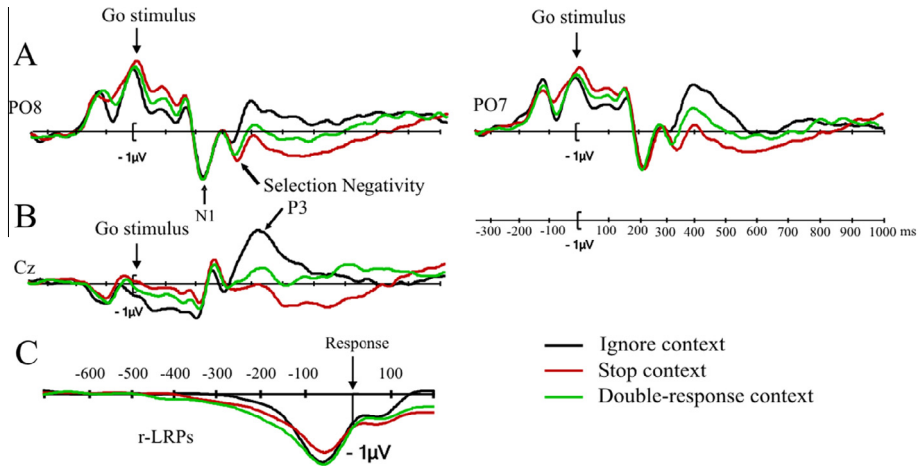 Go stimulus
Go stimulus
A
PO8
PO7
- 1µV
- 1µV
Selection Negativity
N1
B
P3
Go stimulus
-300 -200 -100 100 200 300 400 500 600 700 800 900 1000 ms
- 1µV
Cz
- 1µV
C
Response
-600 -500 -400 -300 -200 -100 100
r-LRPs
- 1µV
Ignore context
Stop context
Double-response context